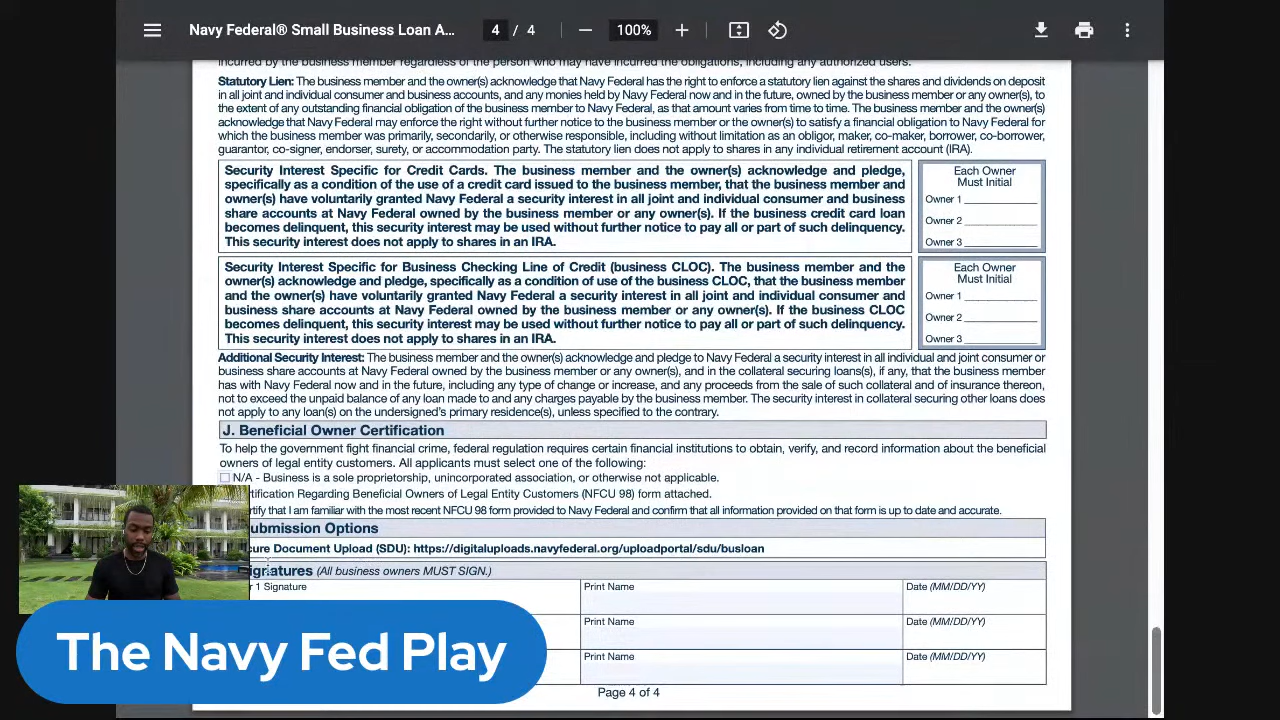 Navy Federal® Small Business Loan A...
4 / 4
100%
incurred by the business member regardless of the person who may have incurred the obligations, including any authorized users.
Statutory Lien: The business member and the owner(s) acknowledge that Navy Federal has the right to enforce a statutory lien against the shares and dividends on deposit
in all joint and individual consumer and business accounts, and any monies held by Navy Federal now and in the future, owned by the business member or any owner(s), to
the extent of any outstanding financial obligation of the business member to Navy Federal, as that amount varies from time to time. The business member and the owner(s)
acknowledge that Navy Federal may enforce the right without further notice to the business member or the owner(s) to satisfy a financial obligation to Navy Federal for
which the business member was primarily, secondarily, or otherwise responsible, including without limitation as an obligor, maker, co-maker, borrower, co-borrower,
guarantor, co-signer, endorser, surety, or accommodation party. The statutory lien does not apply to shares in any individual retirement account (IRA).
Security Interest Specific for Credit Cards. The business member and the owner(s) acknowledge and pledge,
specifically as a condition of the use of a credit card issued to the business member, that the business member and
owner(s) have voluntarily granted Navy Federal a security interest in all joint and individual consumer and business
share accounts at Navy Federal owned by the business member or any owner(s). If the business credit card loan
becomes delinquent, this security interest may be used without further notice to pay all or part of such delinquency.
This security interest does not apply to shares in an IRA.
Each Owner
Must Initial
Owner 1
Owner 2
Owner 3
Security Interest Specific for Business Checking Line of Credit (business CLOC). The business member and the
owner(s) acknowledge and pledge, specifically as a condition of use of the business CLOC, that the business member
and the owner(s) have voluntarily granted Navy Federal a security interest in all joint and individual consumer and
business share accounts at Navy Federal owned by the business member or any owner(s). If the business CLOC
becomes delinquent, this security interest may be used without further notice to pay all or part of such delinquency.
This security interest does not apply to shares in an IRA.
Each Owner
Must Initial
Owner 1
Owner 2
Owner 3
Additional Security Interest: The business member and the owner(s) acknowledge and pledge to Navy Federal a security interest in all individual and joint consumer or
business share accounts at Navy Federal owned by the business member or any owner(s), and in the collateral securing loans(s), if any, that the business member
has with Navy Federal now and in the future, including any type of change or increase, and any proceeds from the sale of such collateral and of insurance thereon,
not to exceed the unpaid balance of any loan made to and any charges payable by the business member. The security interest in collateral securing other loans does
not apply to any loan(s) on the undersigned's primary residence(s), unless specified to the contrary.
J. Beneficial Owner Certification
To help the government fight financial crime, federal regulation requires certain financial institutions to obtain, verify, and record information about the beneficial
owners of legal entity customers. All applicants must select one of the following:
N/A - Business is a sole proprietorship, unincorporated association, or otherwise not applicable.
tification Regarding Beneficial Owners of Legal Entity Customers (NFCU 98) form attached.
rtify that I am familiar with the most recent NFCU 98 form provided to Navy Federal and confirm that all information provided on that form is up to date and accurate.
ubmission Options
cure Document Upload (SDU): https://digitaluploads.navyfederal.org/uploadportal/sdu/busloan
Signatures (All business owners MUST SIGN.)
r 1 Signature
Print Name
Date (MM/DD/YY)
Print Name
Date (MM/DD/YY)
Print Name
Date (MM/DD/YY)
Page 4 of 4
The Navy Fed Play